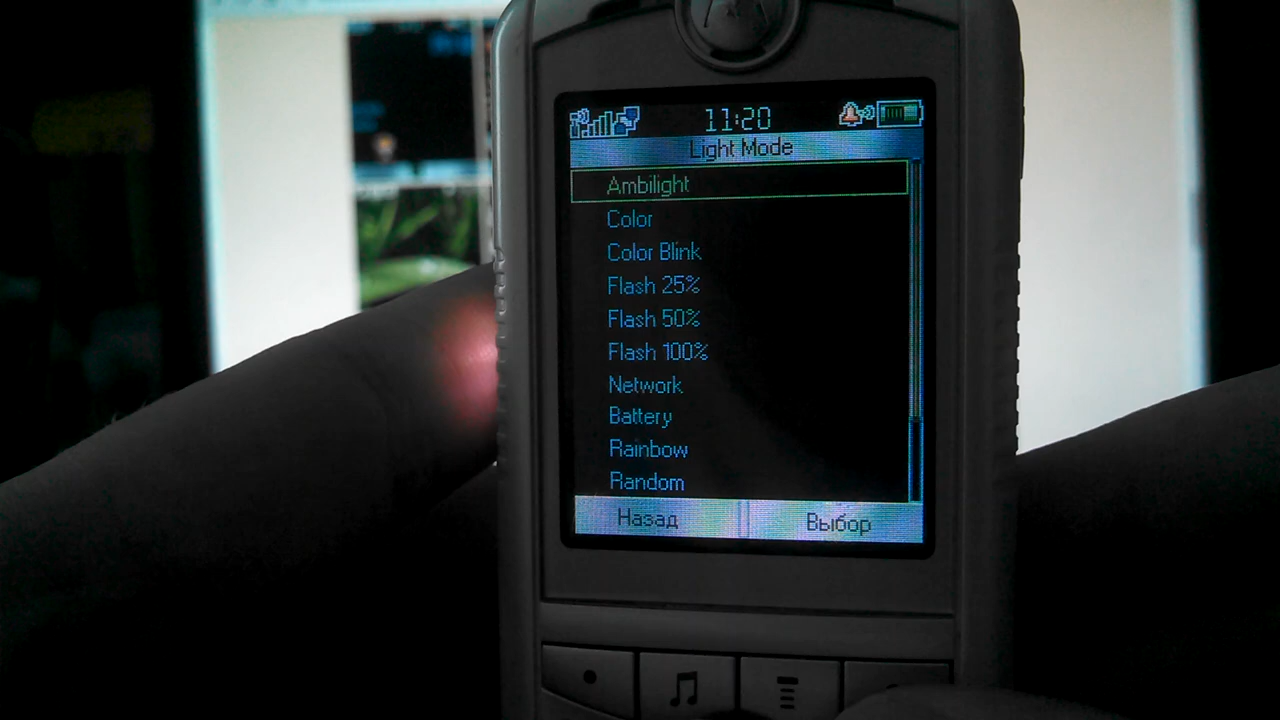 11:20
Light Mode
Ambilight
Color
Color Blink
Flash 25%
Flash 50%
Flash 100%
Network
Battery
Rainbow
Random
Назад Выбор